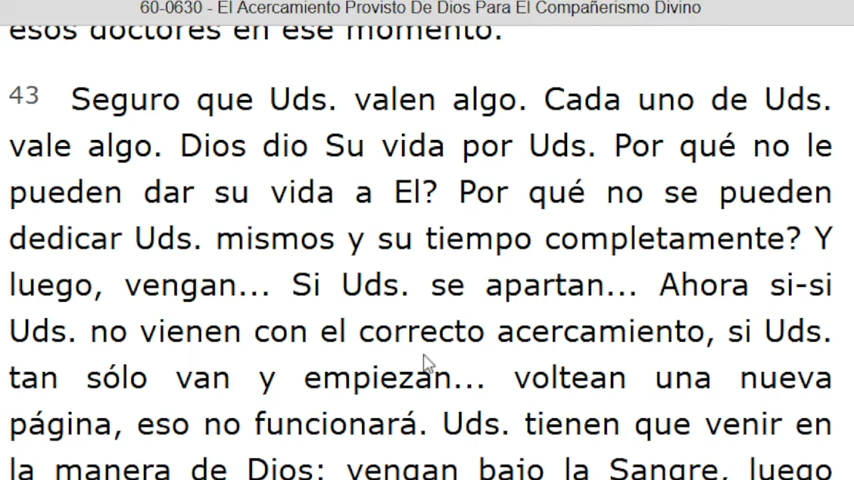 60-0630 - El Acercamiento Provisto De Dios Para El Compañerismo Divino
esos doctores en ese momento.
43 Seguro que Uds. valen algo. Cada uno de Uds.
vale algo. Dios dio Su vida por Uds. Por qué no le
pueden dar su vida a El? Por qué no se pueden
dedicar Uds. mismos y su tiempo completamente? Y
luego, vengan... Si Uds. se apartan... Ahora si-si
Uds. no vienen con el correcto acercamiento, si Uds.
tan sólo van y empiezan... voltean una nueva
página, eso no funcionará. Uds. tienen que venir en
la manera de Dios: vengan bajo la Sangre, luego